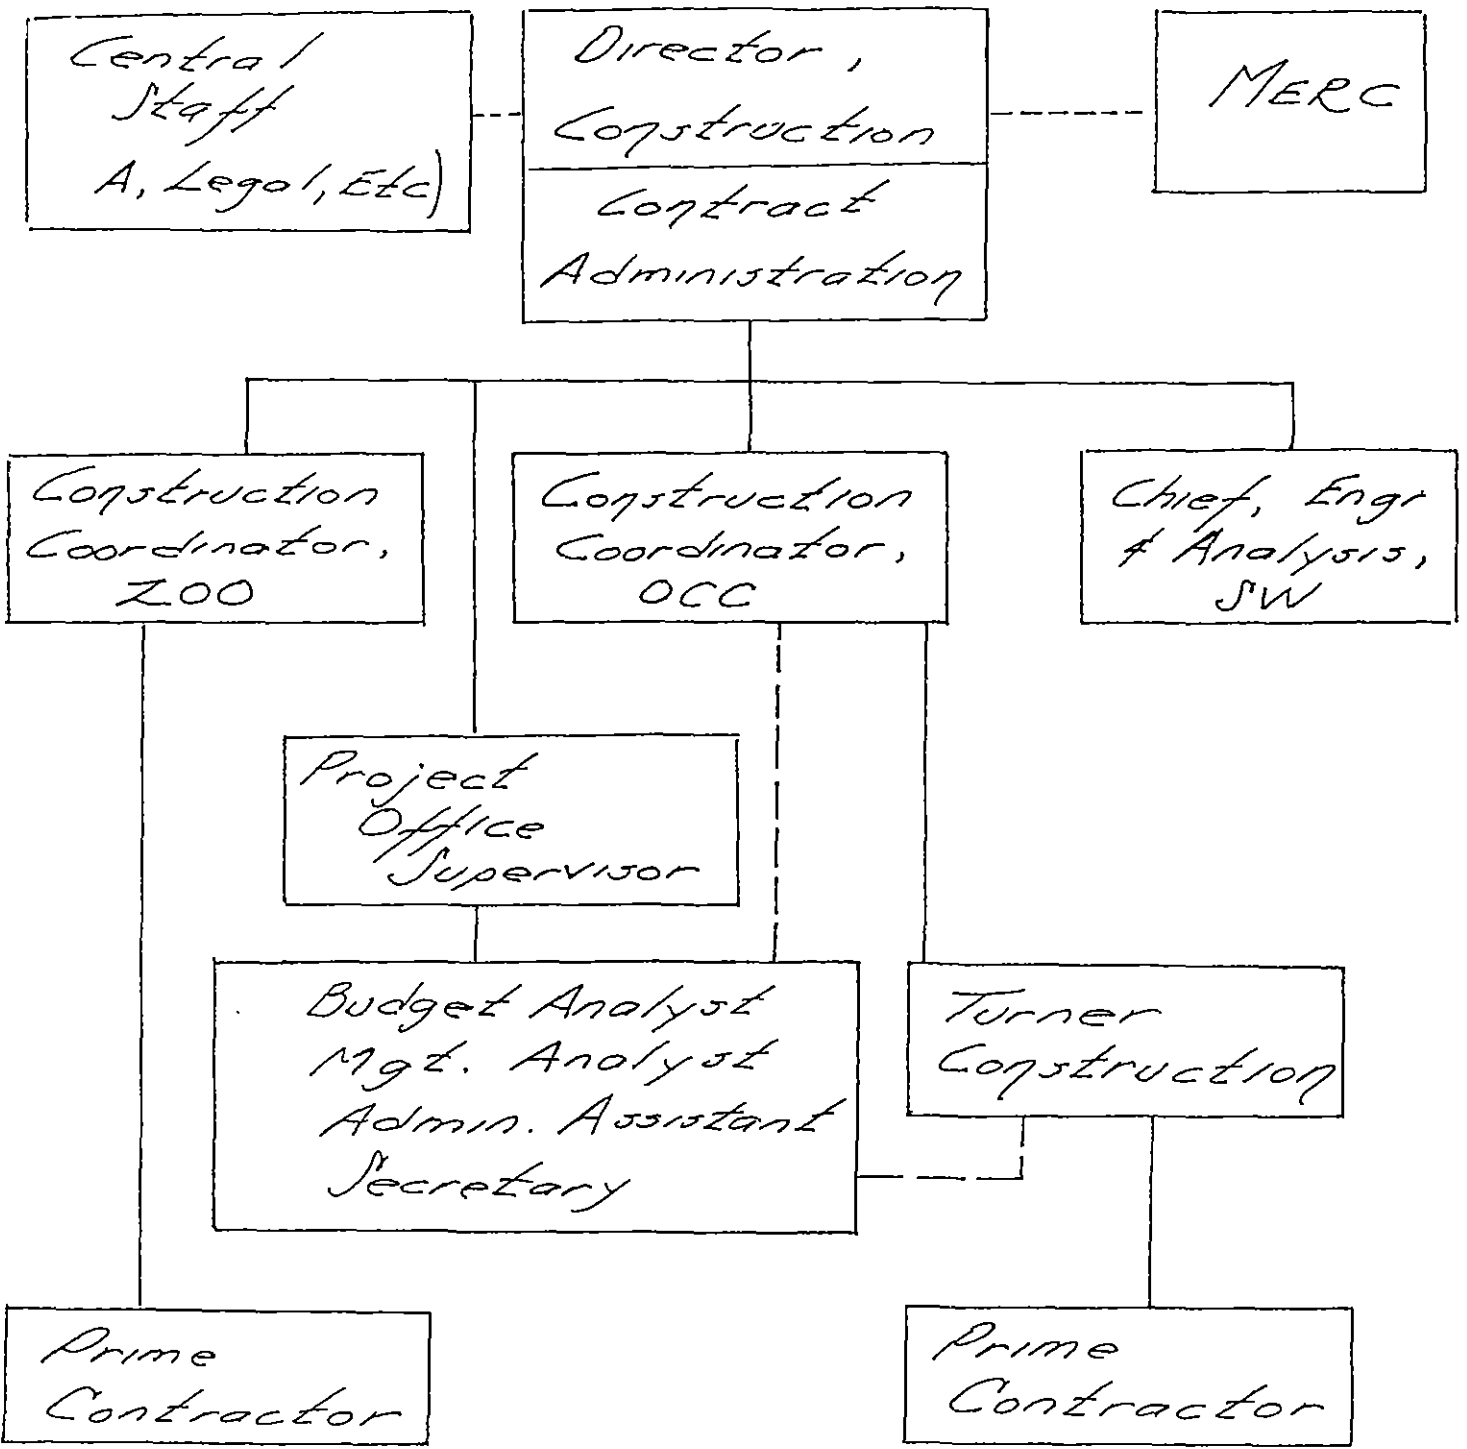 Central
Staff
A, Legal, Etc)
Director,
Construction
Contract
Administration
MERC
Construction
Coordinator,
ZOO
Construction
Coordinator,
OCC
Chief, Engr
& Analysis,
SW
Project
Office
Supervisor
Budget Analyst
Mgt. Analyst
Admin. Assistant
Secretary
Turner
Construction
Prime
Contractor
Prime
Contractor